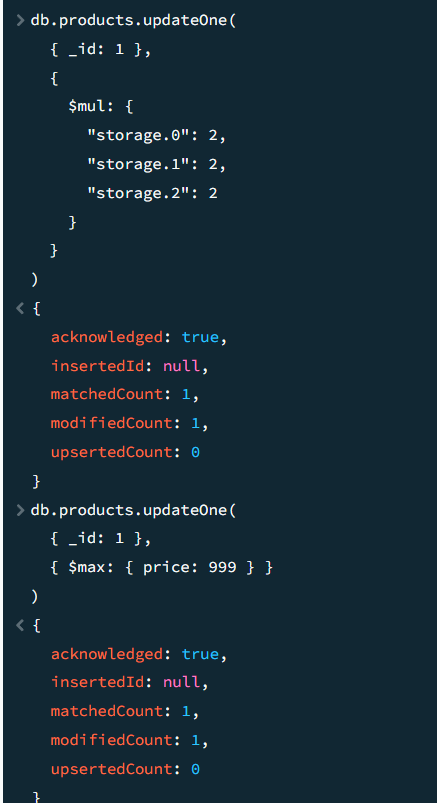 > db.products.updateOne(
{ _id: 1 },
{
$mul: {
"storage.0": 2,
"storage.1": 2,
"storage.2": 2
}
}
)
< {
acknowledged: true,
insertedId: null,
matchedCount: 1,
modifiedCount: 1,
upsertedCount: 0
}
> db.products.updateOne(
{ _id: 1 },
{ $max: { price: 999 } }
)
< {
acknowledged: true,
insertedId: null,
matchedCount: 1,
modifiedCount: 1,
upsertedCount: 0
}